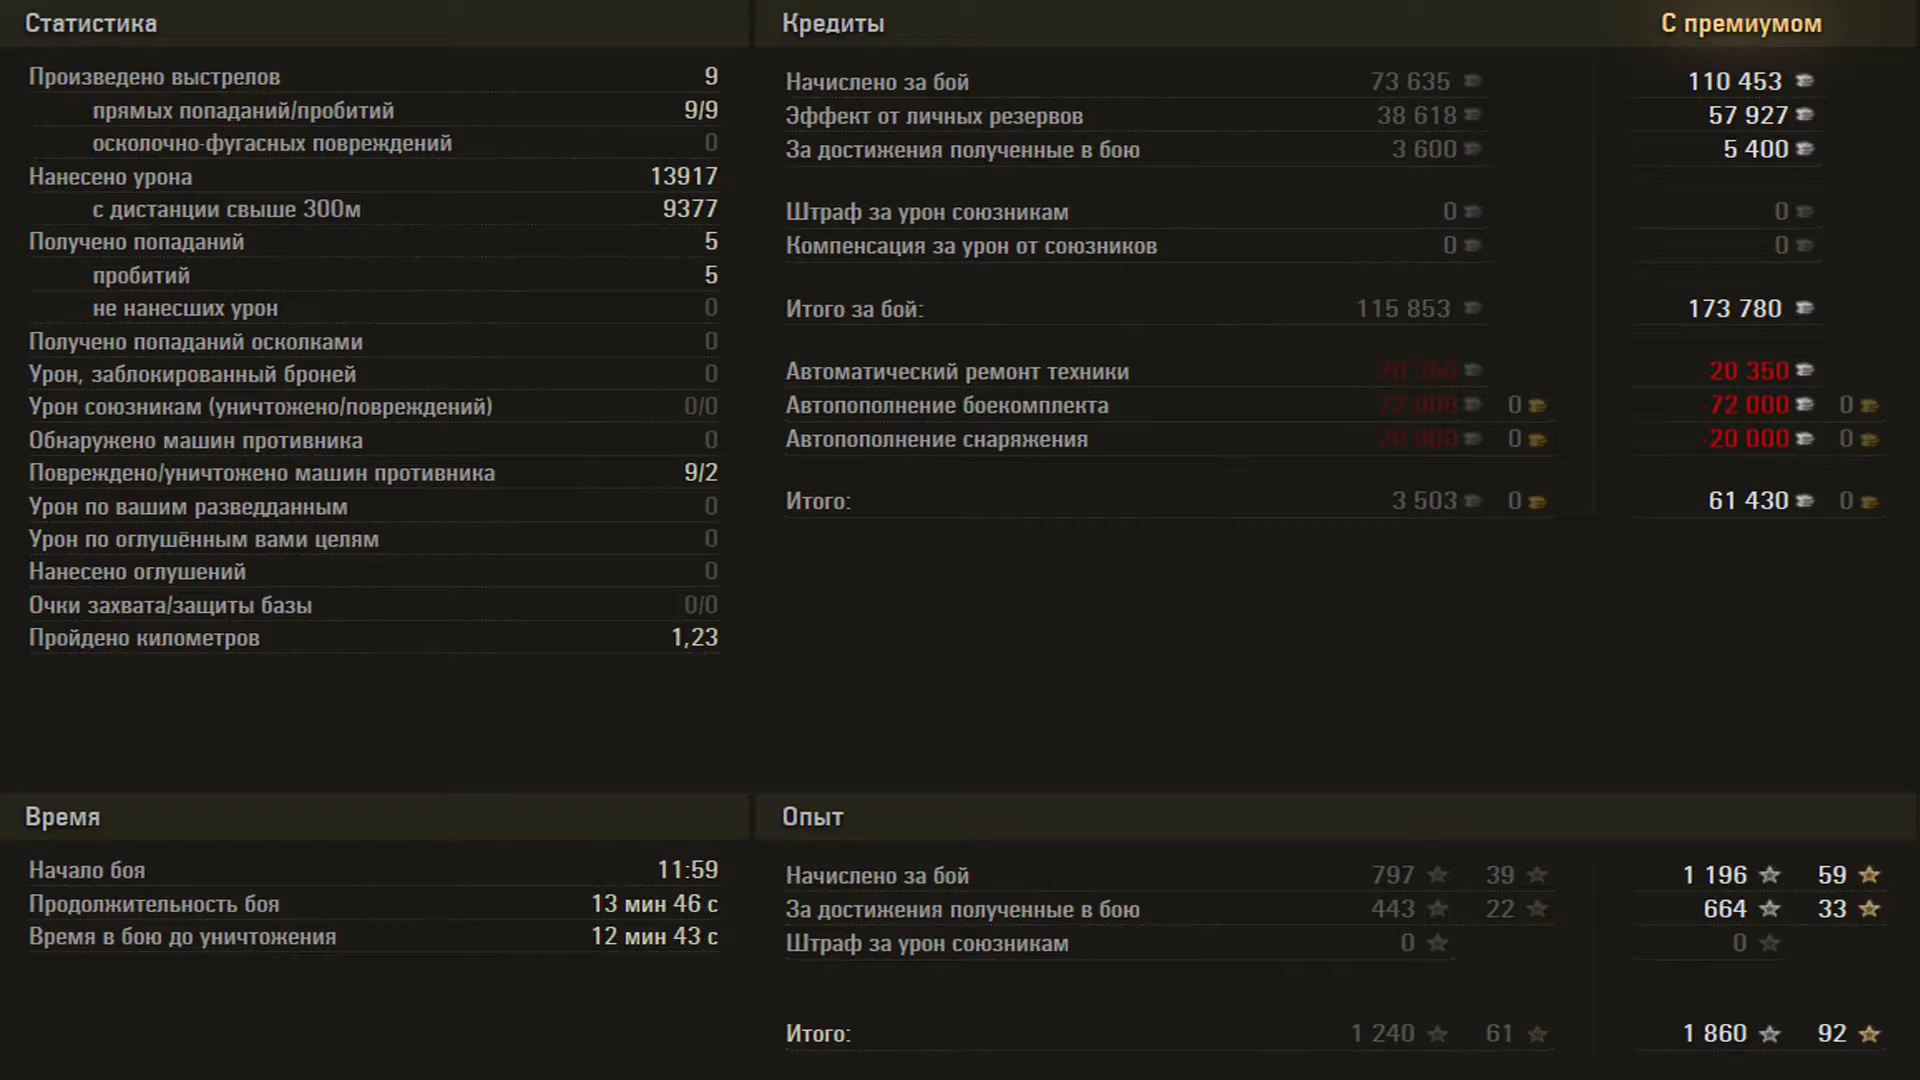 Статистика
Произведено выстрелов 9
прямых попаданий/пробитий 9/9
осколочно-фугасных повреждений 0
Нанесено урона 13917
с дистанции свыше 300м 9377
Получено попаданий 5
пробитий 5
не нанесших урон 0
Получено попаданий осколками 0
Урон, заблокированный броней 0
Урон союзникам (уничтожено/повреждений) 0/0
Обнаружено машин противника 0
Повреждено/уничтожено машин противника 9/2
Урон по вашим разведданным 0
Урон по оглушённым вами целям 0
Нанесено оглушений 0
Очки захвата/защиты базы 0/0
Пройдено километров 1,23
Кредиты С премиумом
Начислено за бой 73 635 110 453
Эффект от личных резервов 38 618 57 927
За достижения полученные в бою 3 600 5 400
Штраф за урон союзникам 0 0
Компенсация за урон от союзников 0 0
Итого за бой: 115 853 173 780
Автоматический ремонт техники -20 350 -20 350
Автопополнение боекомплекта -72 000 0 -72 000 0
Автопополнение снаряжения -20 000 0 -20 000 0
Итого: 3 503 0 61 430 0
Время
Начало боя 11:59
Продолжительность боя 13 мин 46 с
Время в бою до уничтожения 12 мин 43 с
Опыт
Начислено за бой 797 39 1 196 59
За достижения полученные в бою 443 22 664 33
Штраф за урон союзникам 0 0
Итого: 1 240 61 1 860 92